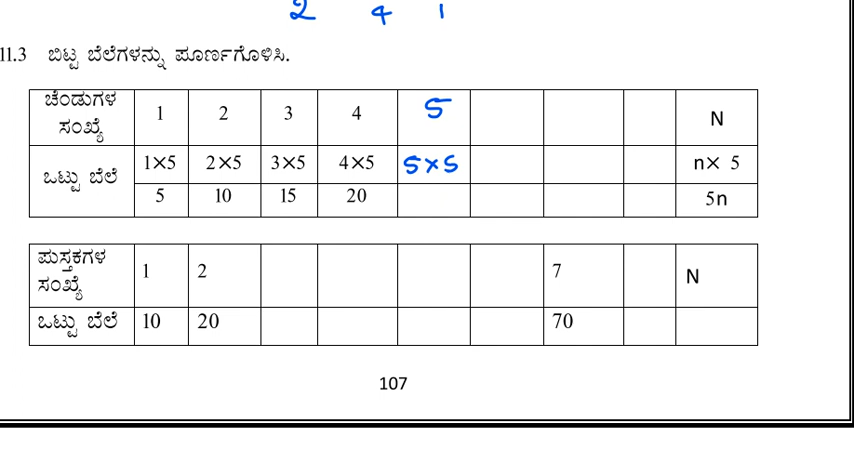 2 4 1
11.3 ಬಿಟ್ಟ ಬೆಲೆಗಳನ್ನು ಪೂರ್ಣಗೊಳಿಸಿ.
ಚೆಂಡುಗಳ ಸಂಖ್ಯೆ 1 2 3 4 5 N
ಒಟ್ಟು ಬೆಲೆ 1×5 2×5 3×5 4×5 5×5 n× 5
5 10 15 20 5n
ಪುಸ್ತಕಗಳ ಸಂಖ್ಯೆ 1 2 7 N
ಒಟ್ಟು ಬೆಲೆ 10 20 70
107